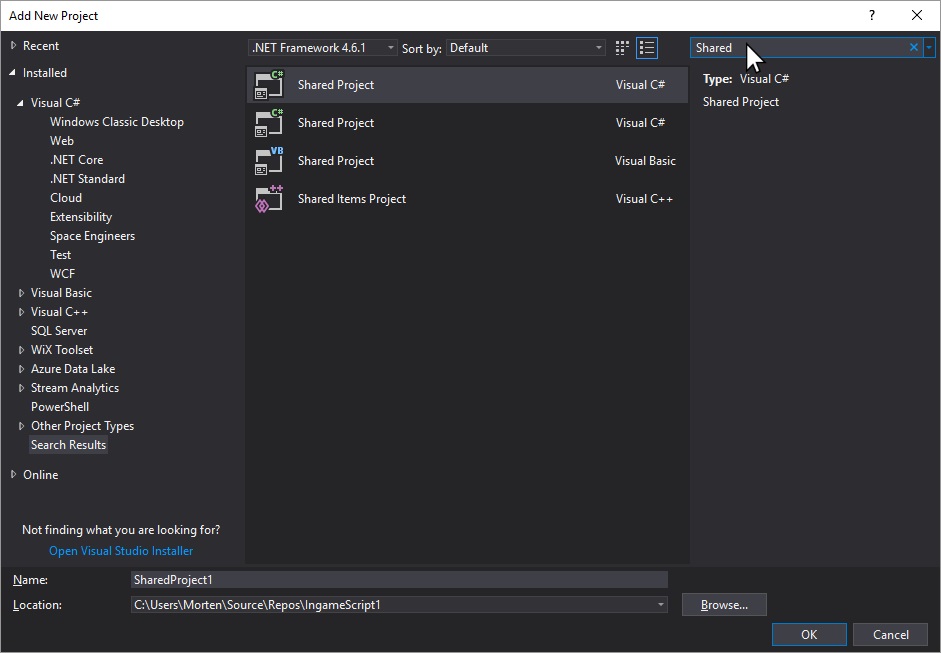 Add New Project
?
Recent
.NET Framework 4.6.1
Sort by:
Default
Shared
Installed
Visual C#
Windows Classic Desktop
Web
.NET Core
.NET Standard
Cloud
Extensibility
Space Engineers
Test
WCF
Visual Basic
Visual C++
SQL Server
WiX Toolset
Azure Data Lake
Stream Analytics
PowerShell
Other Project Types
Search Results
Online
Not finding what you are looking for?
Open Visual Studio Installer
C# Shared Project Visual C#
C# Shared Project Visual C#
VB Shared Project Visual Basic
++ Shared Items Project Visual C++
Type: Visual C#
Shared Project
Name: SharedProject1
Location: C:\Users\Morten\Source\Repos\IngameScript1
Browse...
OK
Cancel